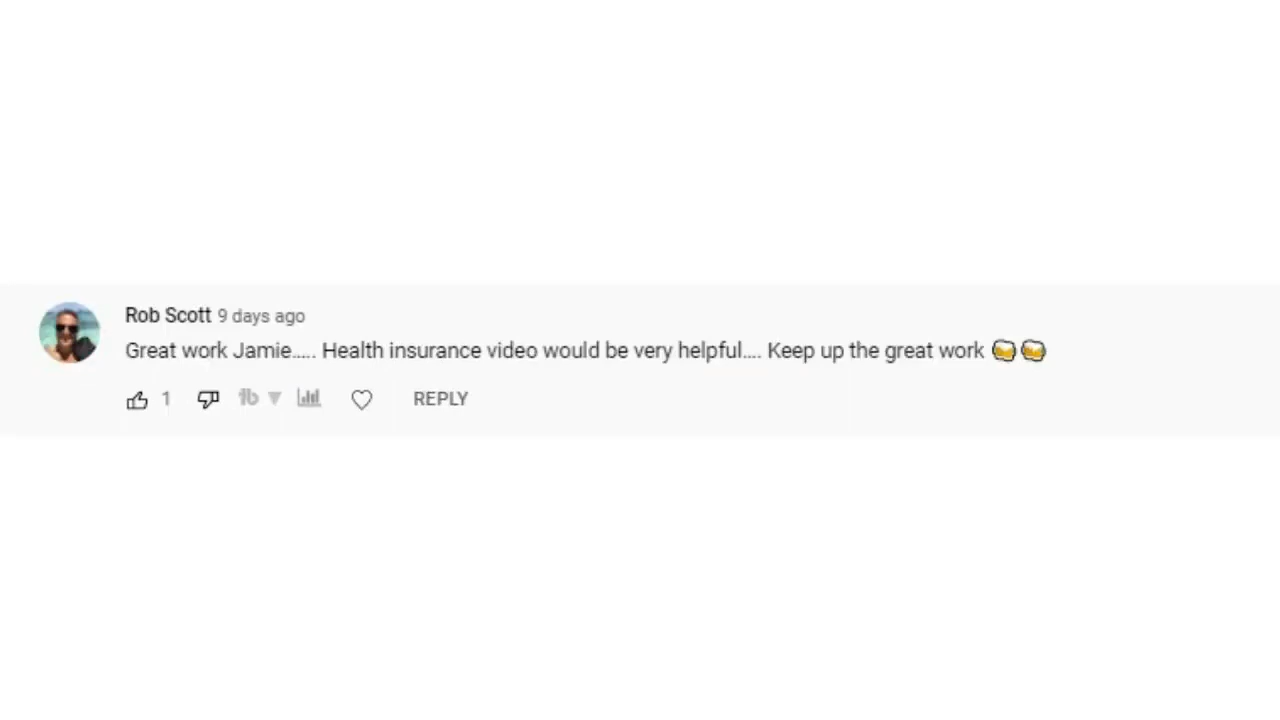 Rob Scott 9 days ago
Great work Jamie..... Health insurance video would be very helpful.... Keep up the great work 🍻🍻
1 REPLY